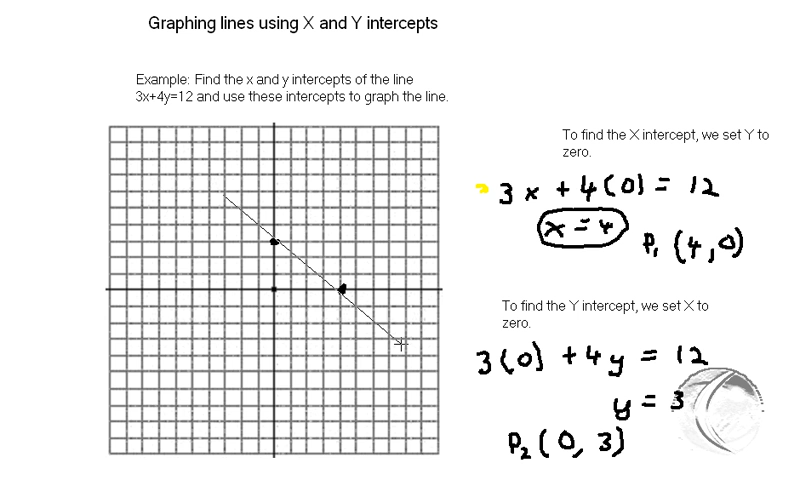 Graphing lines using X and Y intercepts
Example: Find the x and y intercepts of the line
3x+4y=12 and use these intercepts to graph the line.
To find the X intercept, we set Y to
zero.
3x + 4(0) = 12
x = 4
P₁ (4,0)
To find the Y intercept, we set X to
zero.
3(0) + 4y = 12
y = 3
P₂ (0, 3)